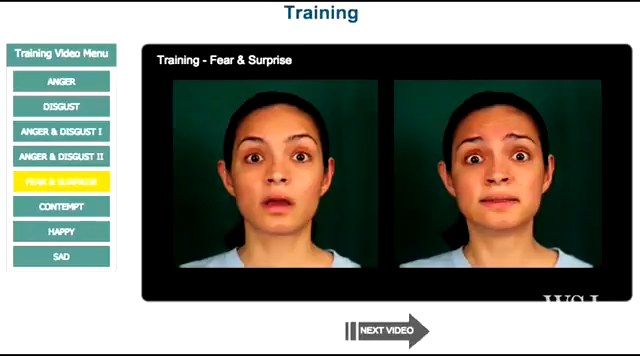 Training
Training Video Menu
ANGER
DISGUST
ANGER & DISGUST I
ANGER & DISGUST II
FEAR & SURPRISE
CONTEMPT
HAPPY
SAD
Training - Fear & Surprise
WSJ
NEXT VIDEO